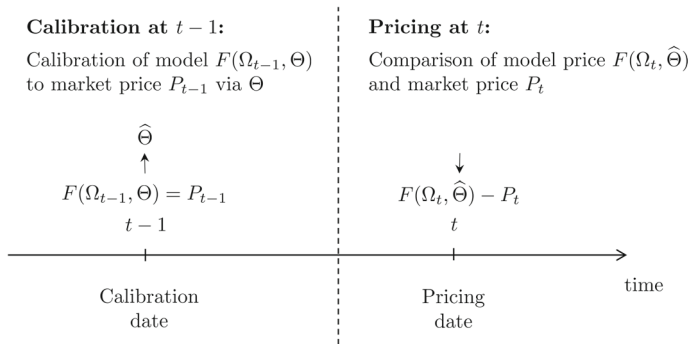 Calibration at t − 1:
Calibration of model F(Ω_{t−1}, Θ)
to market price P_{t−1} via Θ
Θ̂
F(Ω_{t−1}, Θ) = P_{t−1}
t − 1
Calibration
date
Pricing at t:
Comparison of model price F(Ω_t, Θ̂)
and market price P_t
F(Ω_t, Θ̂) − P_t
t
Pricing
date
time